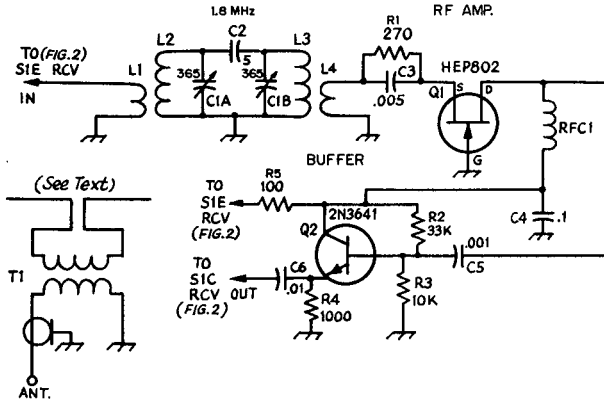 1.8 MHz
RF AMP.
TO (FIG.2)
S1E RCV
IN
L1
L2
C2
5
L3
365
C1A
365
C1B
L4
R1
270
C3
.005
HEP802
Q1
S
D
G
RFC1
BUFFER
(See Text)
T1
ANT.
TO
S1E
RCV
(FIG.2)
R5
100
2N3641
Q2
R2
33K
C4
.1
TO
S1C
RCV OUT
(FIG.2)
C6
.01
R4
1000
R3
10K
.001
C5